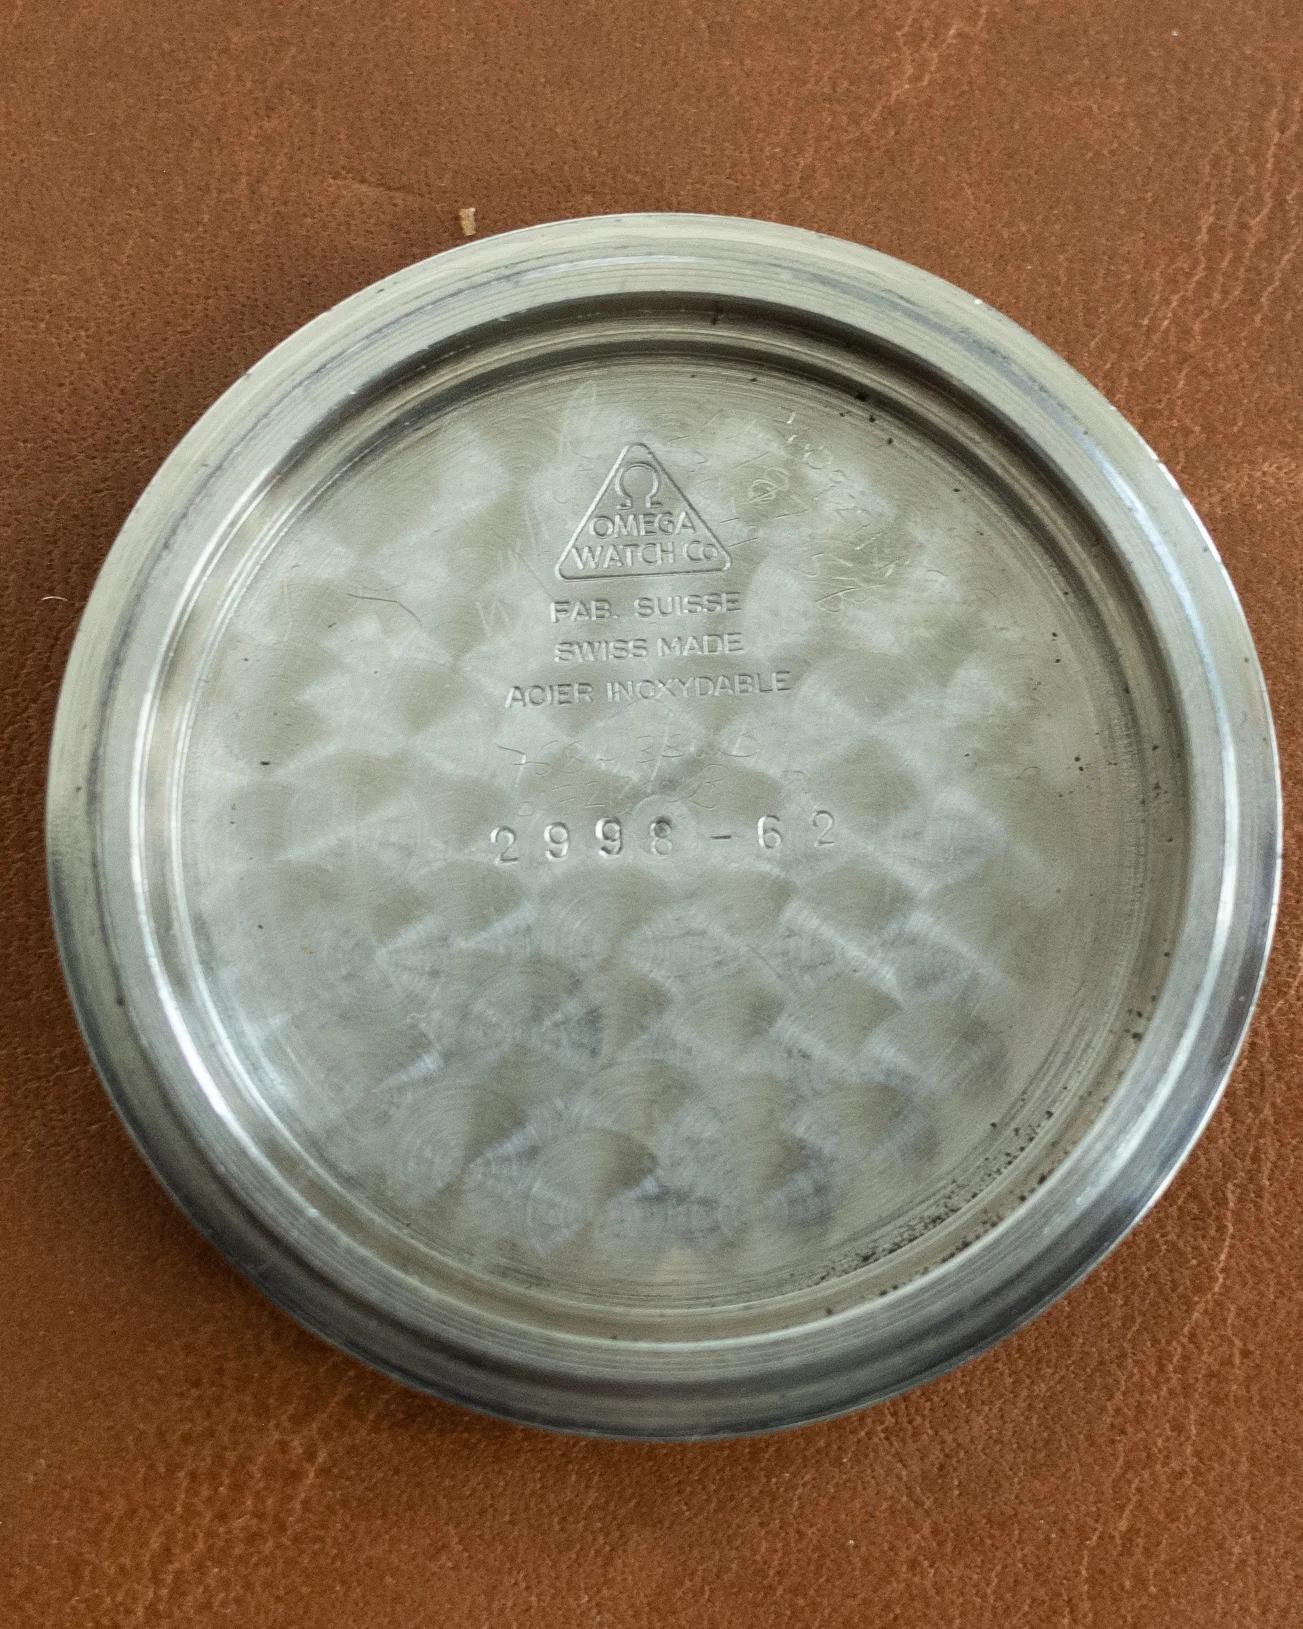 Ω
OMEGA
WATCH Co
FAB. SUISSE
SWISS MADE
ACIER INOXYDABLE
2998-62